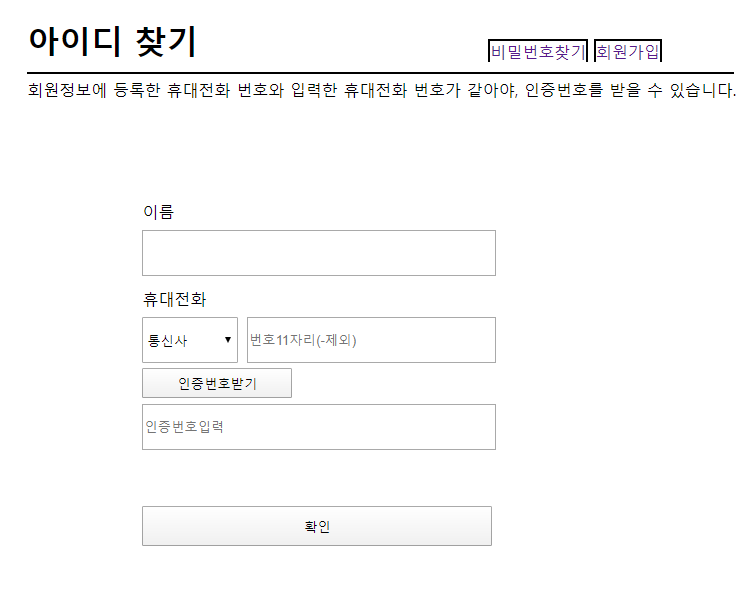 아이디 찾기
비밀번호찾기 회원가입
회원정보에 등록한 휴대전화 번호와 입력한 휴대전화 번호가 같아야, 인증번호를 받을 수 있습니다.
이름
휴대전화
통신사 번호11자리(-제외)
인증번호받기
인증번호입력
확인